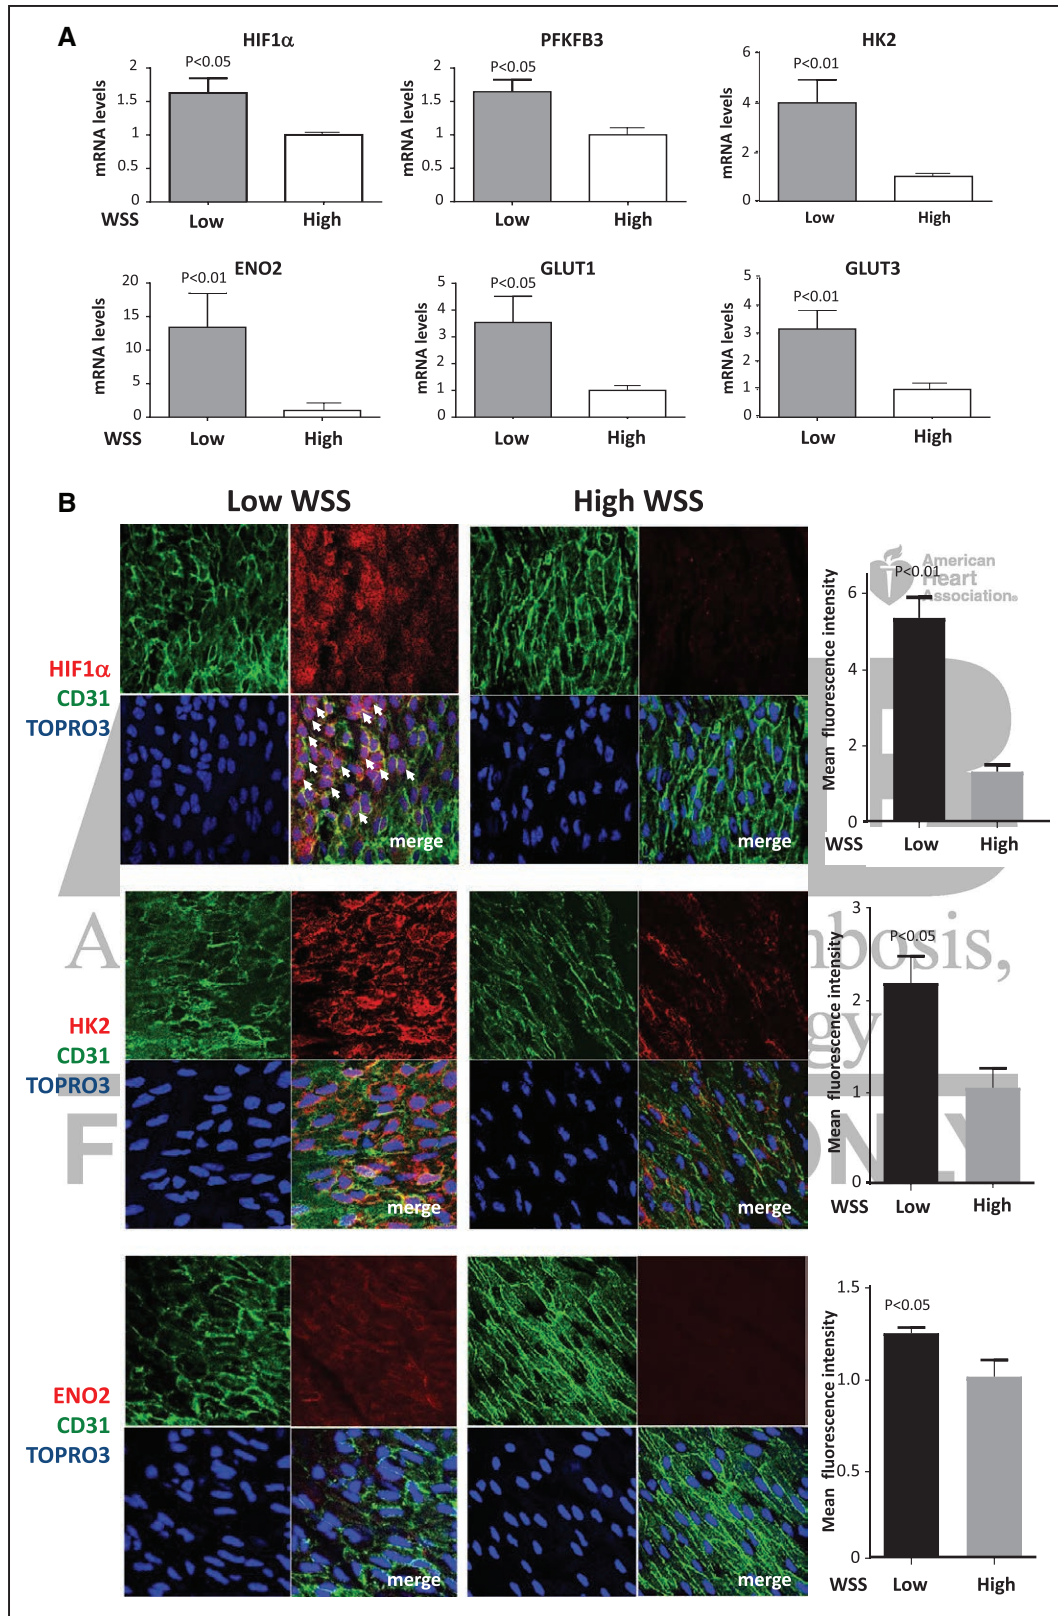 A
HIF1α
PFKFB3
HK2
P<0.05
P<0.05
P<0.01
mRNA levels
2
1.5
1
0.5
0
mRNA levels
2
1.5
1
0.5
0
mRNA levels
6
4
2
0
WSS
Low
High
Low
High
Low
High
ENO2
GLUT1
GLUT3
P<0.01
P<0.05
P<0.01
mRNA levels
20
15
10
5
0
mRNA levels
5
4
3
2
1
0
mRNA levels
5
4
3
2
1
0
WSS
Low
High
Low
High
Low
High
B
Low WSS
High WSS
HIF1α
CD31
TOPRO3
merge
merge
American
Heart
Association®
P<0.01
Mean fluorescence intensity
6
4
2
0
WSS
Low
High
HK2
CD31
TOPRO3
merge
merge
A
nbosis,
gy
F
ONLY
P<0.05
Mean fluorescence intensity
3
2
1
0
WSS
Low
High
ENO2
CD31
TOPRO3
merge
merge
P<0.05
Mean fluorescence intensity
1.5
1.0
0.5
0
WSS
Low
High